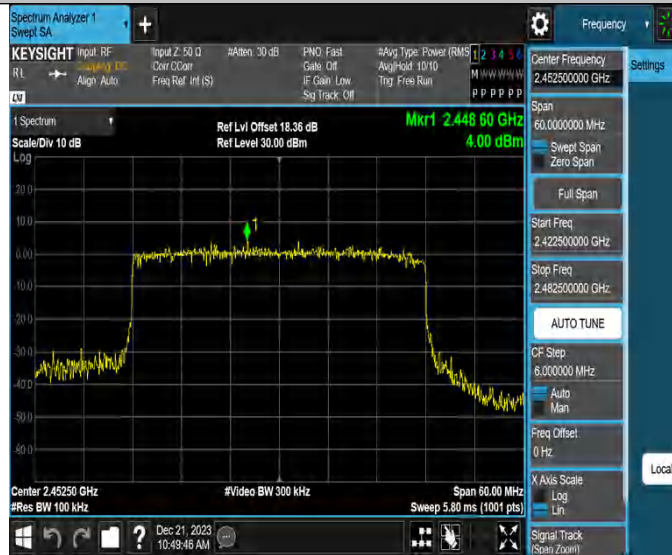 Spectrum Analyzer 1
Swept SA
Frequency
KEYSIGHT
RL
Input: RF
Coupling: DC
Align: Auto
Input Z: 50 Ω
Corr CCorr
Freq Ref: Int (S)
#Atten: 30 dB
PNO: Fast
Gate: Off
IF Gain: Low
Sig Track: Off
#Avg Type: Power (RMS
Avg|Hold: 10/10
Trig: Free Run
1 2 3 4 5 6
M W W W W W
P P P P P P
1 Spectrum
Scale/Div 10 dB
Ref Lvl Offset 18.36 dB
Ref Level 30.00 dBm
Mkr1 2.448 60 GHz
4.00 dBm
Log
20.0
10.0
0.00
-10.0
-20.0
-30.0
-40.0
-50.0
1
Center 2.45250 GHz
#Res BW 100 kHz
#Video BW 300 kHz
Span 60.00 MHz
Sweep 5.80 ms (1001 pts)
Dec 21, 2023
10:49:46 AM
Center Frequency
2.452500000 GHz
Settings
Span
60.0000000 MHz
Swept Span
Zero Span
Full Span
Start Freq
2.422500000 GHz
Stop Freq
2.482500000 GHz
AUTO TUNE
CF Step
6.000000 MHz
Auto
Man
Freq Offset
0 Hz
X Axis Scale
Log
Lin
Local
Signal Track
(Span Zoom)